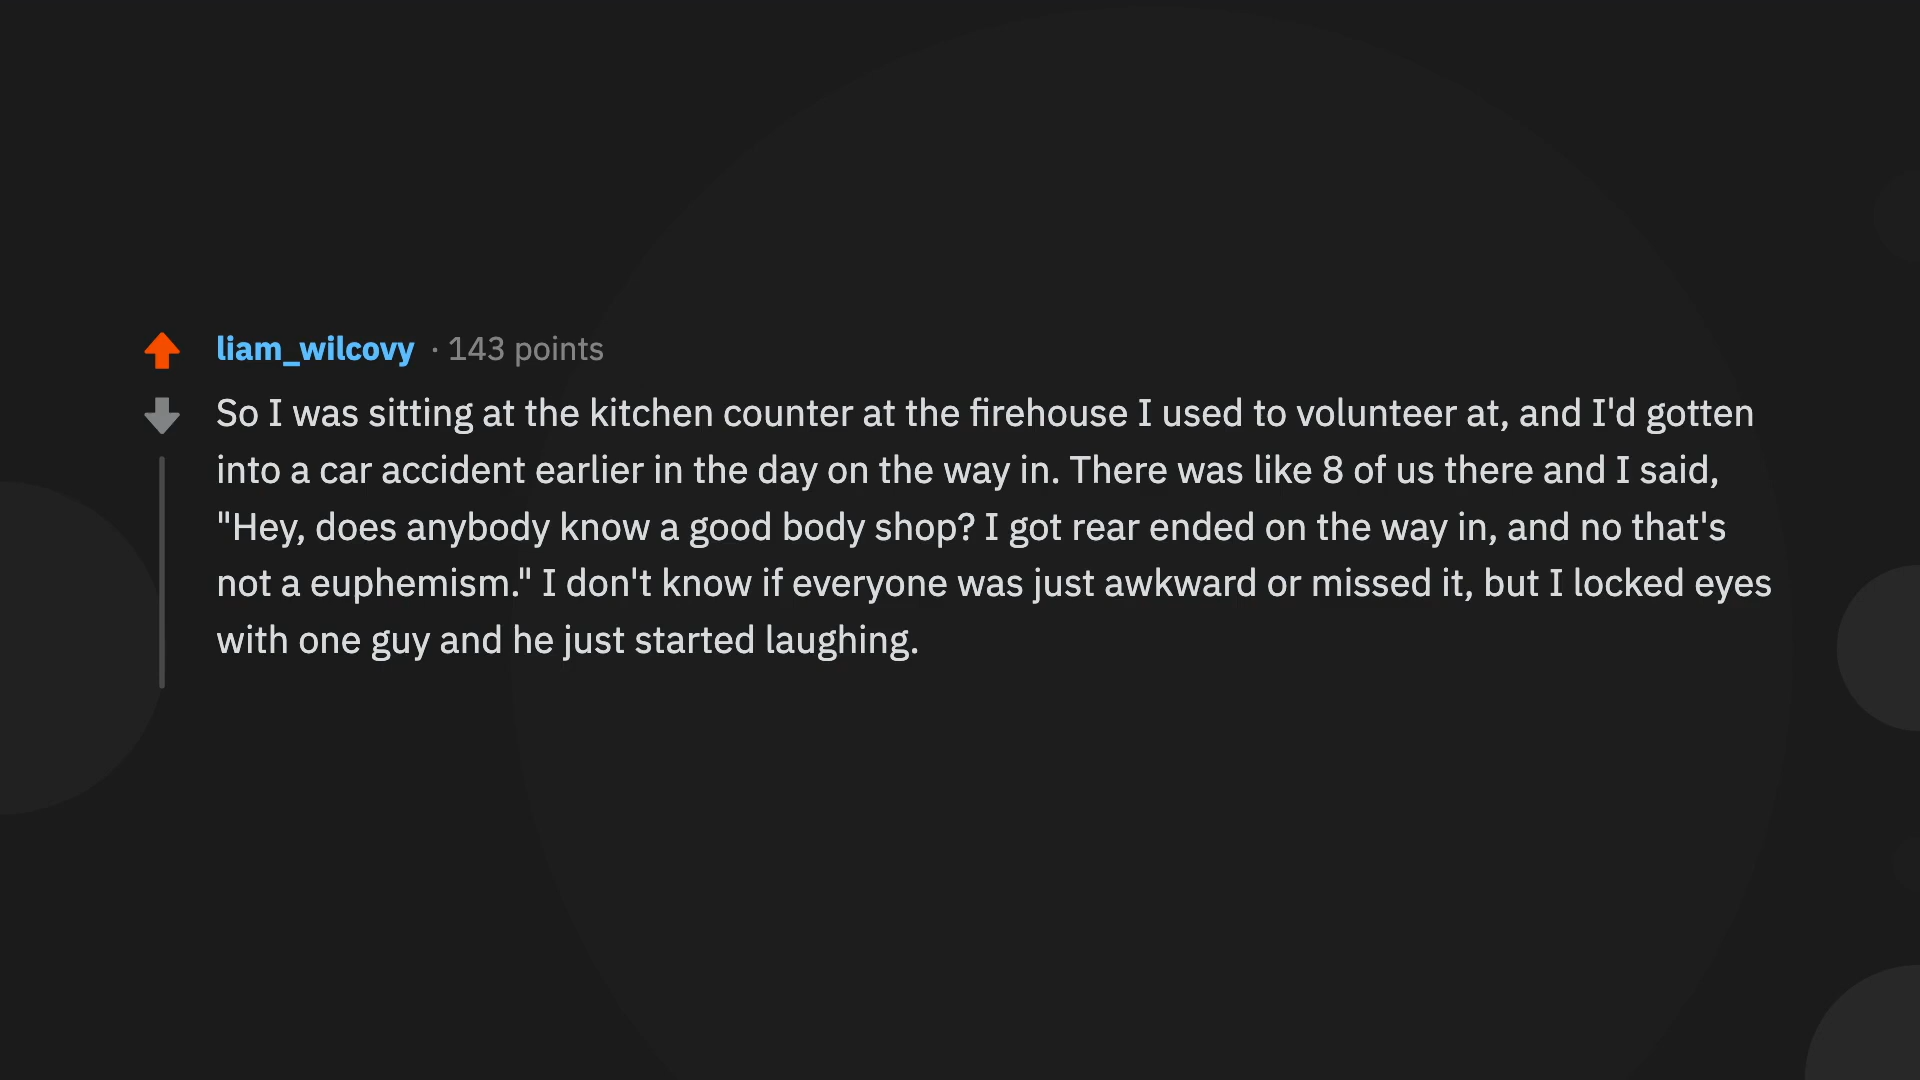 liam_wilcovy · 143 points
So I was sitting at the kitchen counter at the firehouse I used to volunteer at, and I'd gotten
into a car accident earlier in the day on the way in. There was like 8 of us there and I said,
"Hey, does anybody know a good body shop? I got rear ended on the way in, and no that's
not a euphemism." I don't know if everyone was just awkward or missed it, but I locked eyes
with one guy and he just started laughing.